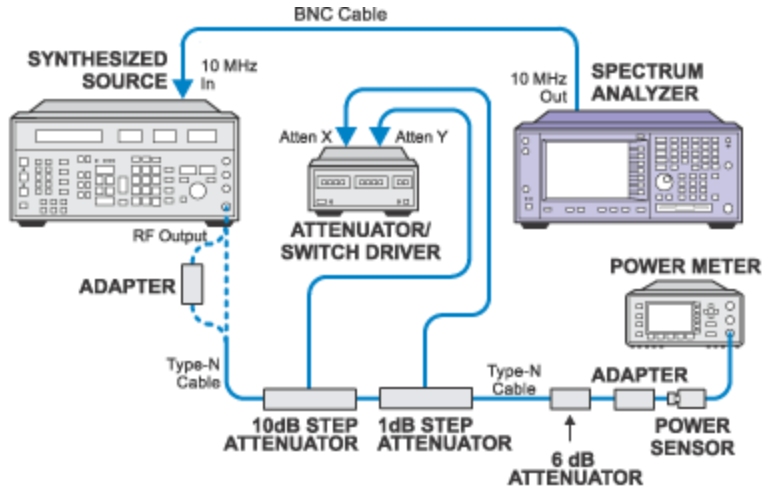 BNC Cable
SYNTHESIZED
SOURCE
10 MHz
In
10 MHz
Out
SPECTRUM
ANALYZER
Atten X
Atten Y
ATTENUATOR/
SWITCH DRIVER
RF Output
ADAPTER
POWER METER
Type-N
Cable
Type-N
Cable
ADAPTER
10dB STEP
ATTENUATOR
1dB STEP
ATTENUATOR
POWER
SENSOR
6 dB
ATTENUATOR